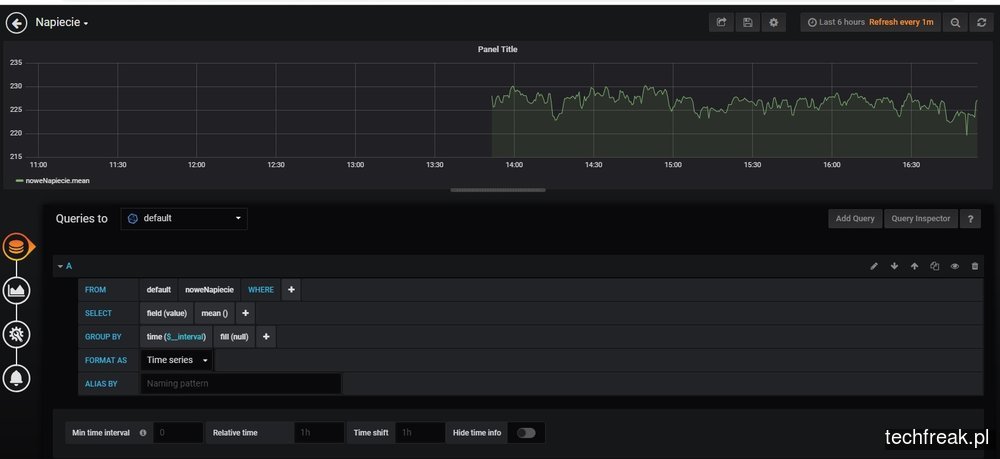 Napiecie
Last 6 hours Refresh every 1m
Panel Title
235
230
225
220
215
11:00 11:30 12:00 12:30 13:00 13:30 14:00 14:30 15:00 15:30 16:00 16:30
noweNapiecie.mean
Queries to default Add Query Query Inspector ?
A
FROM default noweNapiecie WHERE +
SELECT field (value) mean () +
GROUP BY time ($__interval) fill (null) +
FORMAT AS Time series
ALIAS BY Naming pattern
Min time interval 0 Relative time 1h Time shift 1h Hide time info
techfreak.pl